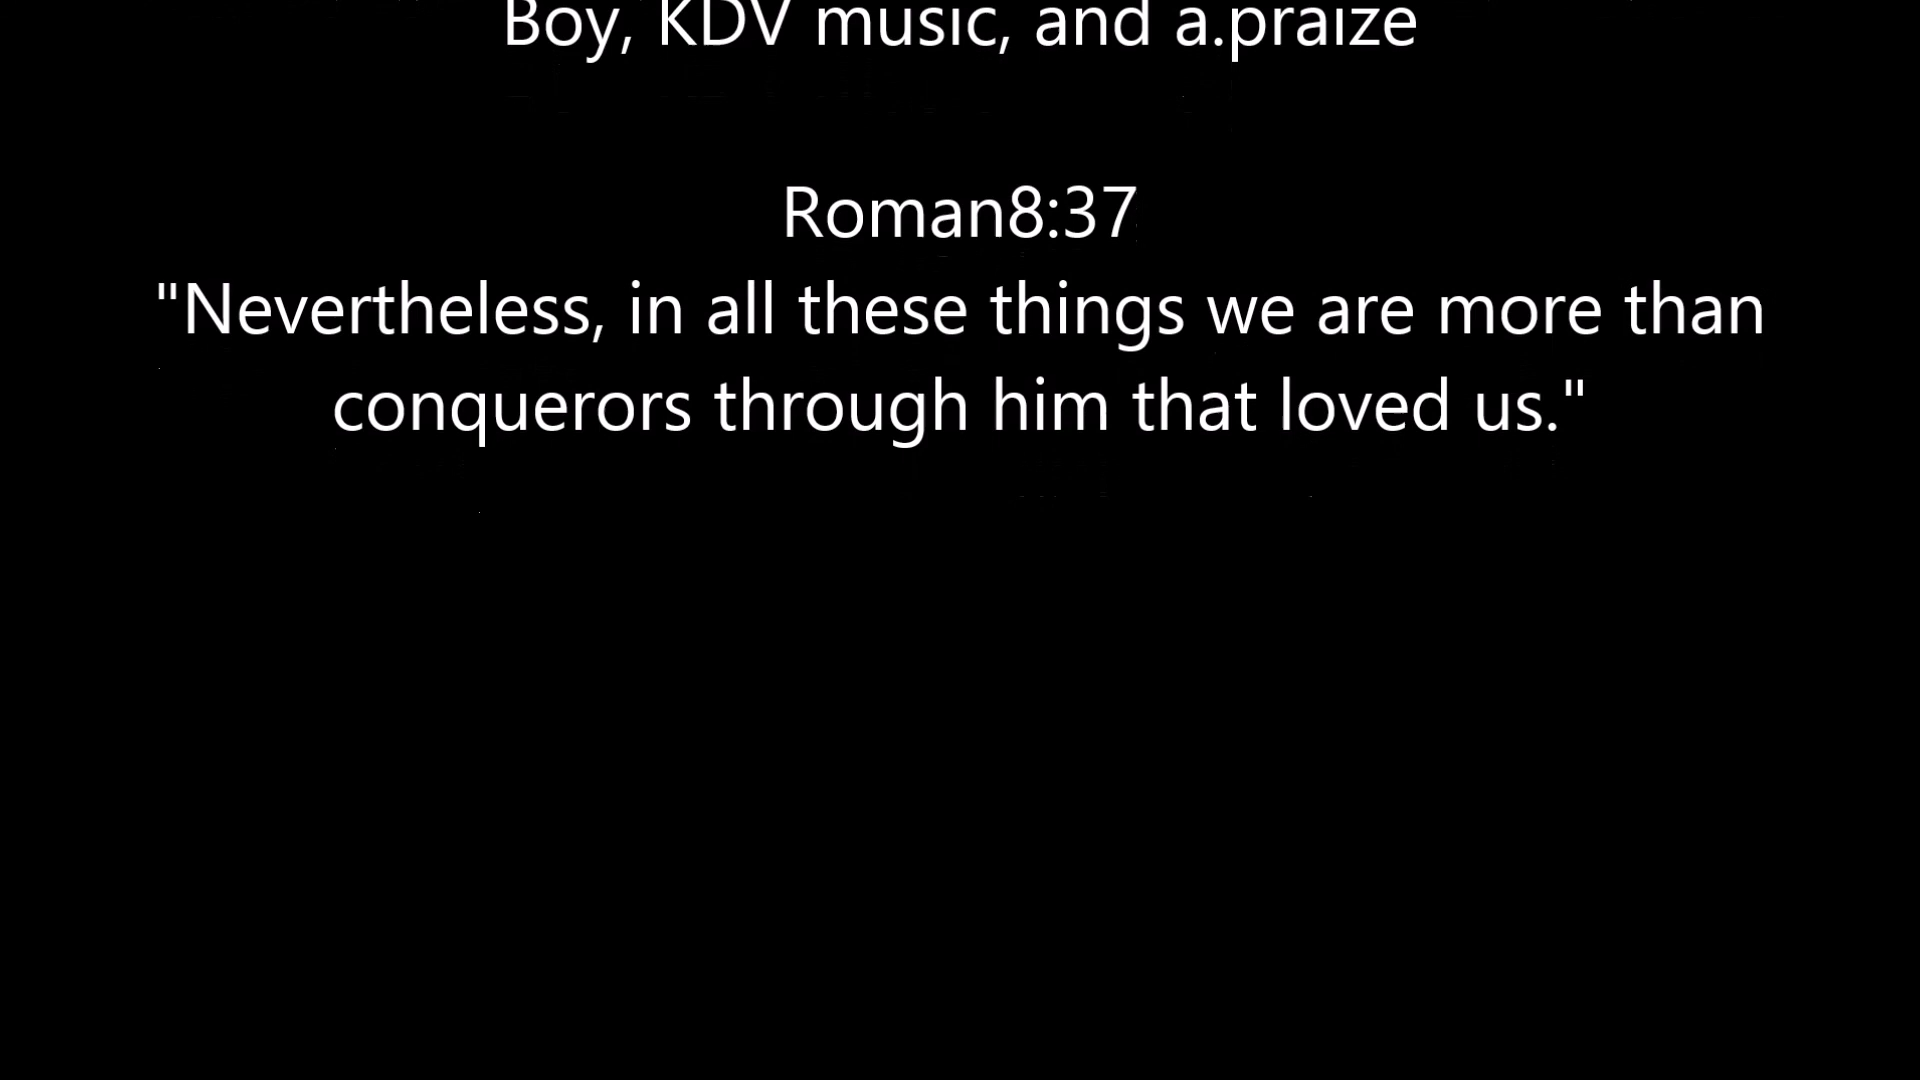 Boy, KDV music, and a.praize
Roman8:37
"Nevertheless, in all these things we are more than
conquerors through him that loved us."